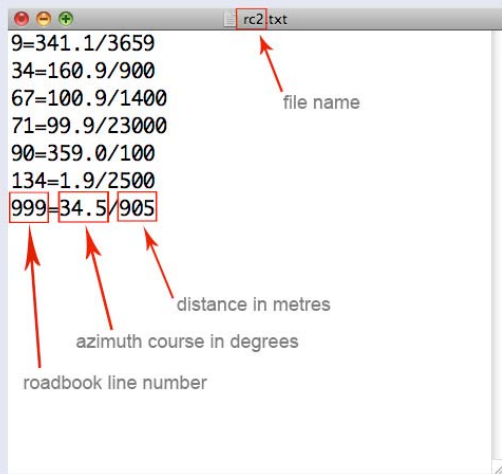 rc2.txt
9=341.1/3659
34=160.9/900
67=100.9/1400
71=99.9/23000
90=359.0/100
134=1.9/2500
999=34.5/905
file name
distance in metres
azimuth course in degrees
roadbook line number